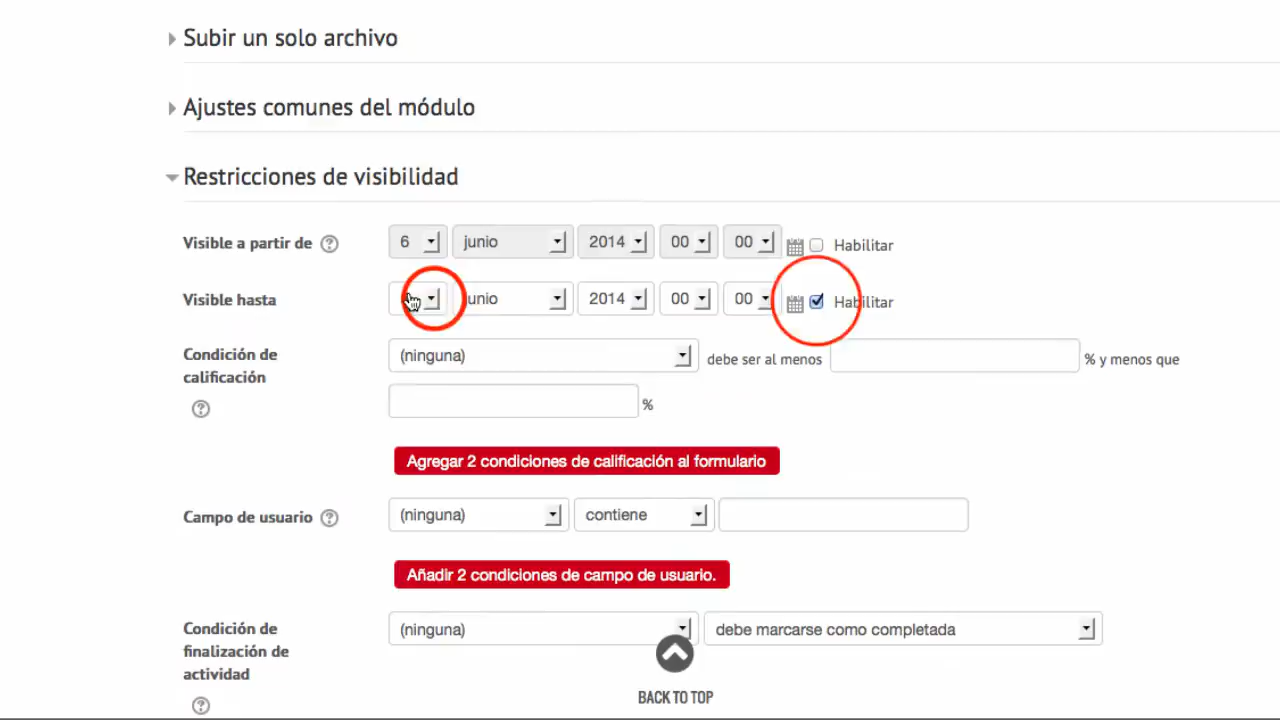 Subir un solo archivo
Ajustes comunes del módulo
Restricciones de visibilidad
Visible a partir de 6 junio 2014 00 00 Habilitar
Visible hasta unio 2014 00 00 Habilitar
Condición de calificación (ninguna) debe ser al menos % y menos que
%
Agregar 2 condiciones de calificación al formulario
Campo de usuario (ninguna) contiene
Añadir 2 condiciones de campo de usuario.
Condición de finalización de actividad (ninguna) debe marcarse como completada
BACK TO TOP